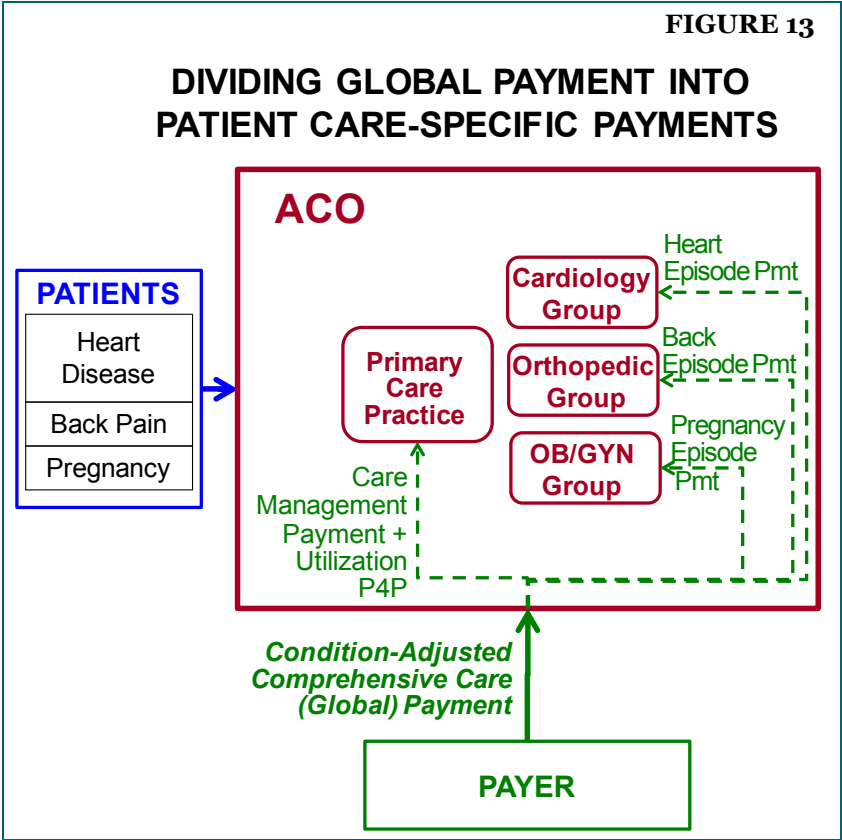 FIGURE 13
DIVIDING GLOBAL PAYMENT INTO
PATIENT CARE-SPECIFIC PAYMENTS
PATIENTS
Heart
Disease
Back Pain
Pregnancy
ACO
Primary
Care
Practice
Cardiology
Group
Heart
Episode Pmt
Orthopedic
Group
Back
Episode Pmt
OB/GYN
Group
Pregnancy
Episode
Pmt
Care
Management
Payment +
Utilization
P4P
Condition-Adjusted
Comprehensive Care
(Global) Payment
PAYER